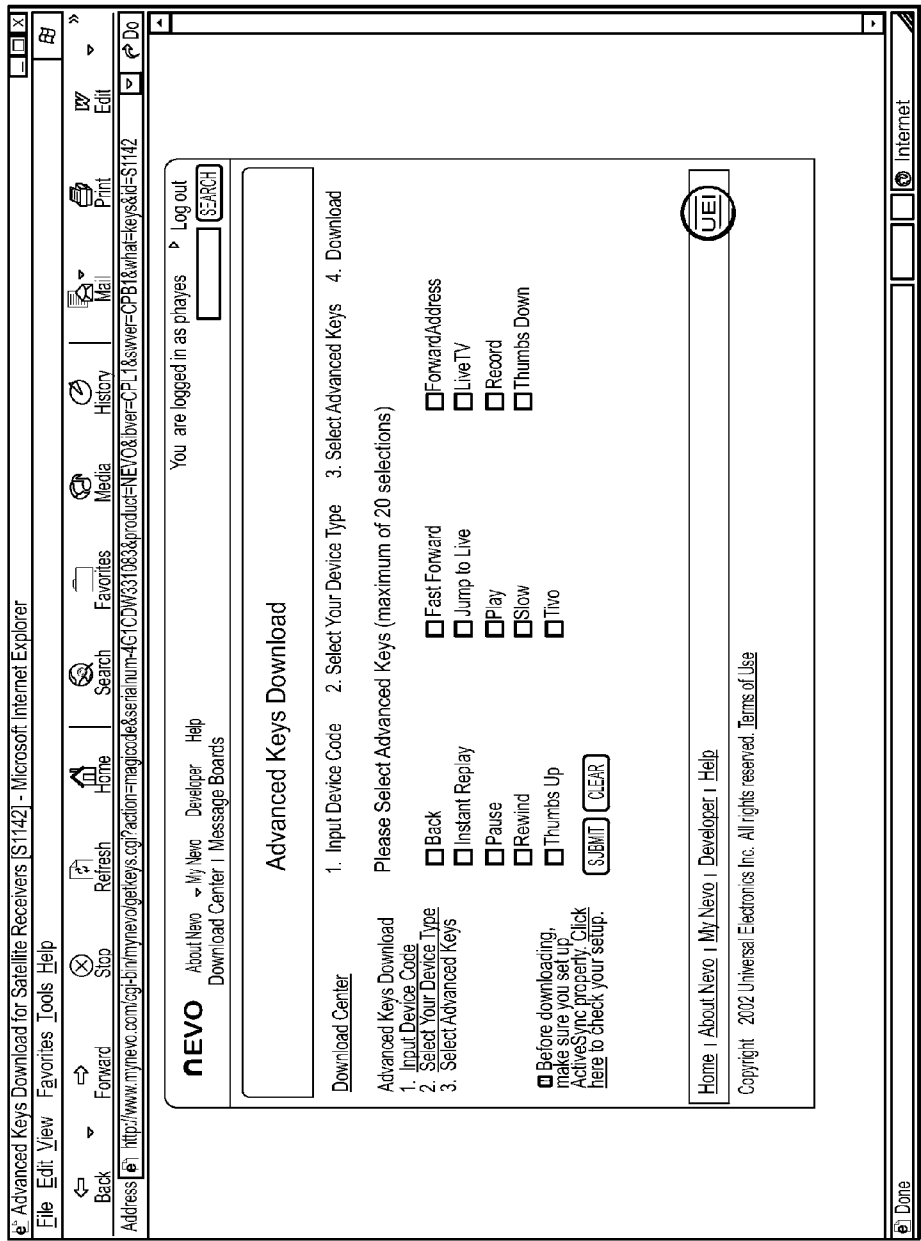 Advanced Keys Download for Satellite Receivers [S1142] - Microsoft Internet Explorer
File Edit View Favorites Tools Help
Back Forward Stop Refresh Home Search Favorites Media History Mail Print Edit »
Address http://www.mynevo.com/cgi-bin/mynevo/getkeys.cgi?action=magicode&serialnum-4G1CDW331083&product=NEVO&ibver=CPL1&swver=CPB1&what=keys&id=S1142 Do
nevo About Nevo My Nevo Developer Help You are logged in as phayes Log out
Download Center | Message Boards SEARCH
Advanced Keys Download
Download Center 1. Input Device Code 2. Select Your Device Type 3. Select Advanced Keys 4. Download
Advanced Keys Download
1. Input Device Code
2. Select Your Device Type
3. Select Advanced Keys
Please Select Advanced Keys (maximum of 20 selections)
Back Fast Forward ForwardAddress
Instant Replay Jump to Live LiveTV
Pause Play Record
Rewind Slow Thumbs Down
Thumbs Up Tivo
SUBMIT CLEAR
Before downloading,
make sure you set up
ActiveSync properly. Click
here to check your setup.
Home | About Nevo | My Nevo | Developer | Help UEI
Copyright 2002 Universal Electronics Inc. All rights reserved. Terms of Use
Done Internet